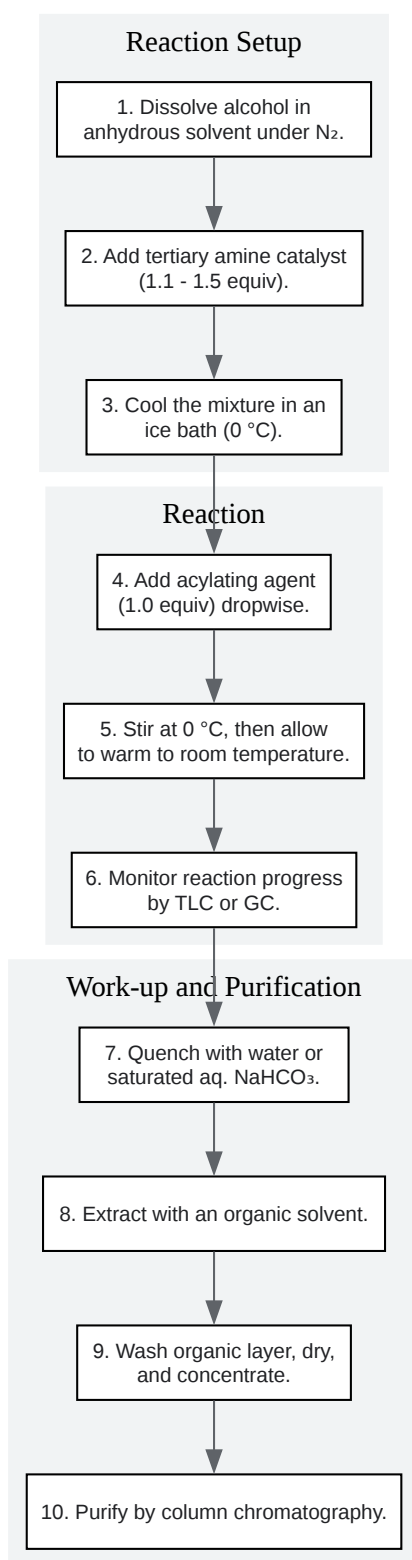 Reaction Setup
1. Dissolve alcohol in
anhydrous solvent under N₂.
2. Add tertiary amine catalyst
(1.1 - 1.5 equiv).
3. Cool the mixture in an
ice bath (0 °C).
Reaction
4. Add acylating agent
(1.0 equiv) dropwise.
5. Stir at 0 °C, then allow
to warm to room temperature.
6. Monitor reaction progress
by TLC or GC.
Work-up and Purification
7. Quench with water or
saturated aq. NaHCO₃.
8. Extract with an organic solvent.
9. Wash organic layer, dry,
and concentrate.
10. Purify by column chromatography.